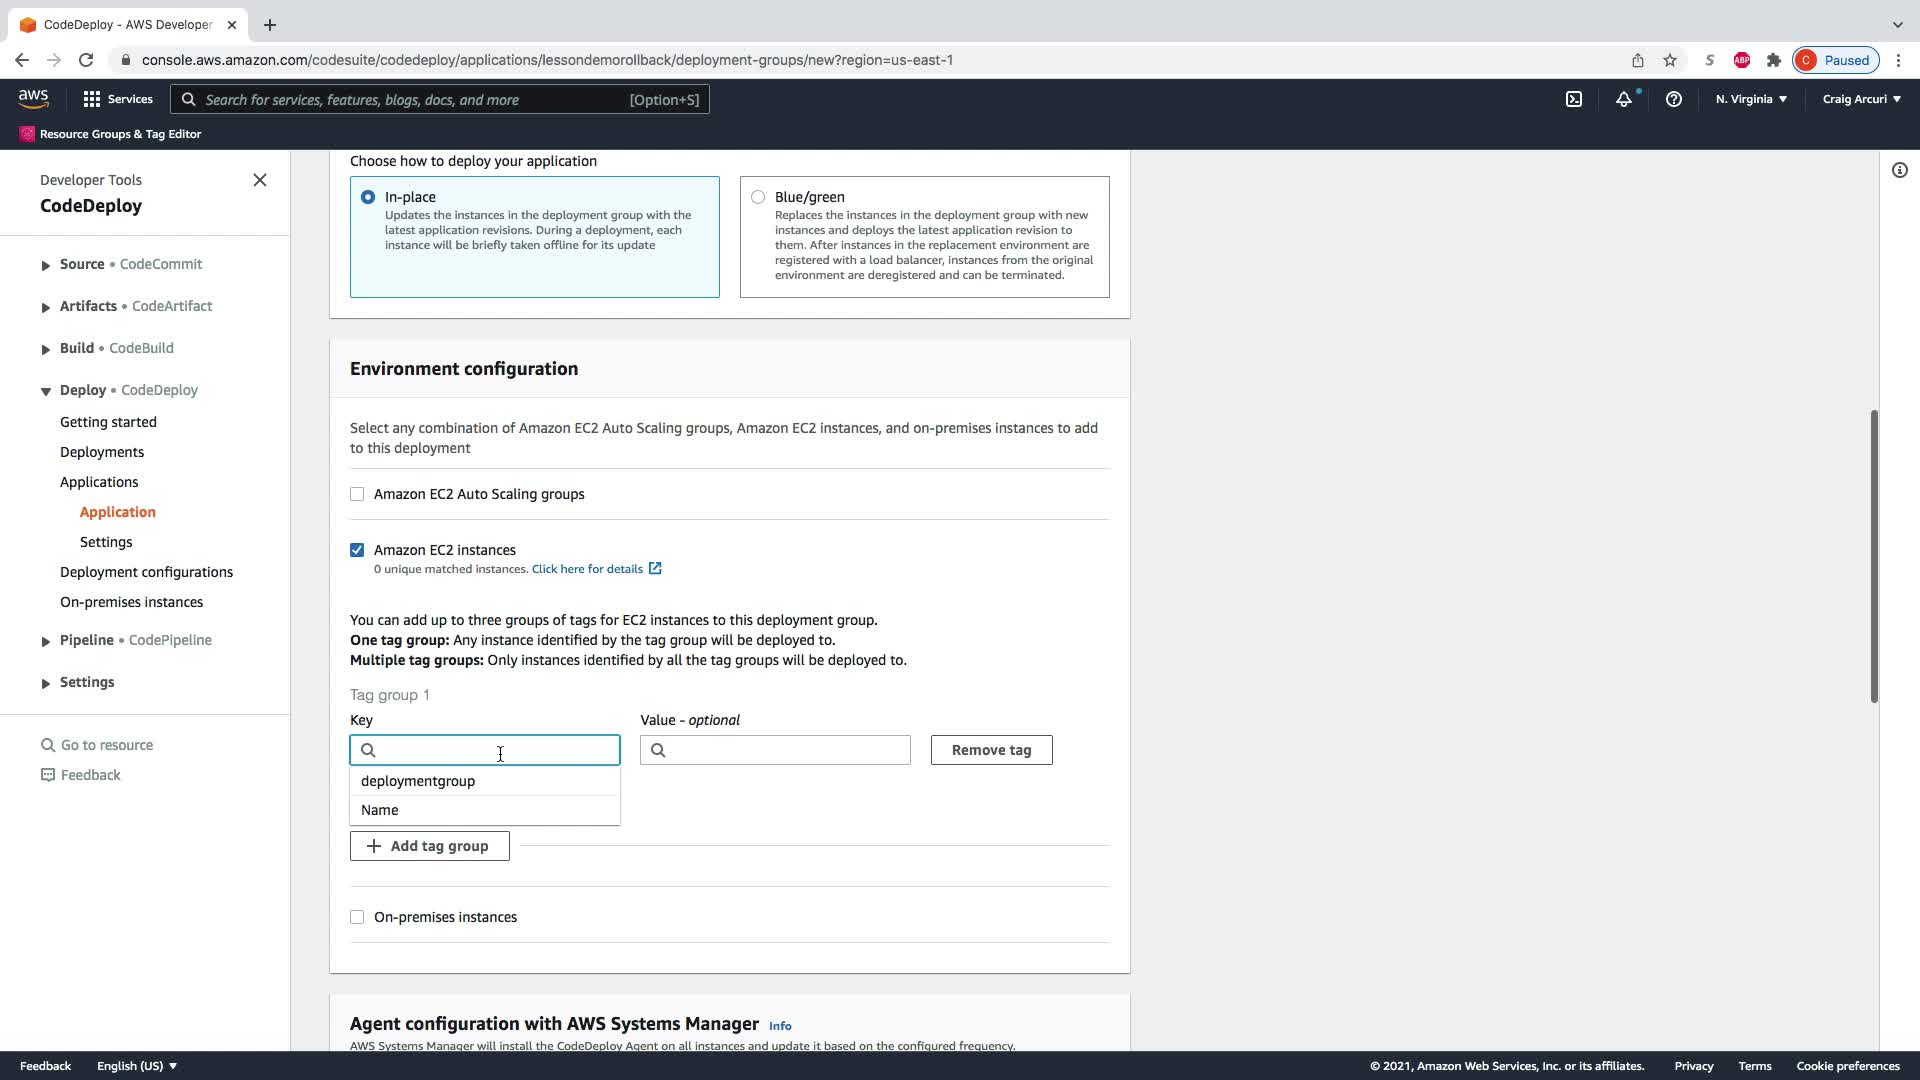 CodeDeploy - AWS Developer
console.aws.amazon.com/codesuite/codedeploy/applications/lessondemorollback/deployment-groups/new?region=us-east-1
S
ABP
C Paused
aws
Services
Search for services, features, blogs, docs, and more [Option+S]
N. Virginia ▼
Craig Arcuri ▼
Resource Groups & Tag Editor
Developer Tools
CodeDeploy
Source • CodeCommit
Artifacts • CodeArtifact
Build • CodeBuild
Deploy • CodeDeploy
Getting started
Deployments
Applications
Application
Settings
Deployment configurations
On-premises instances
Pipeline • CodePipeline
Settings
Go to resource
Feedback
Choose how to deploy your application
In-place
Updates the instances in the deployment group with the
latest application revisions. During a deployment, each
instance will be briefly taken offline for its update
Blue/green
Replaces the instances in the deployment group with new
instances and deploys the latest application revision to
them. After instances in the replacement environment are
registered with a load balancer, instances from the original
environment are deregistered and can be terminated.
Environment configuration
Select any combination of Amazon EC2 Auto Scaling groups, Amazon EC2 instances, and on-premises instances to add
to this deployment
Amazon EC2 Auto Scaling groups
Amazon EC2 instances
0 unique matched instances. Click here for details
You can add up to three groups of tags for EC2 instances to this deployment group.
One tag group: Any instance identified by the tag group will be deployed to.
Multiple tag groups: Only instances identified by all the tag groups will be deployed to.
Tag group 1
Key
Value - optional
Remove tag
deploymentgroup
Name
Add tag group
On-premises instances
Agent configuration with AWS Systems Manager Info
AWS Systems Manager will install the CodeDeploy Agent on all instances and update it based on the configured frequency.
Feedback
English (US) ▼
© 2021, Amazon Web Services, Inc. or its affiliates.
Privacy
Terms
Cookie preferences